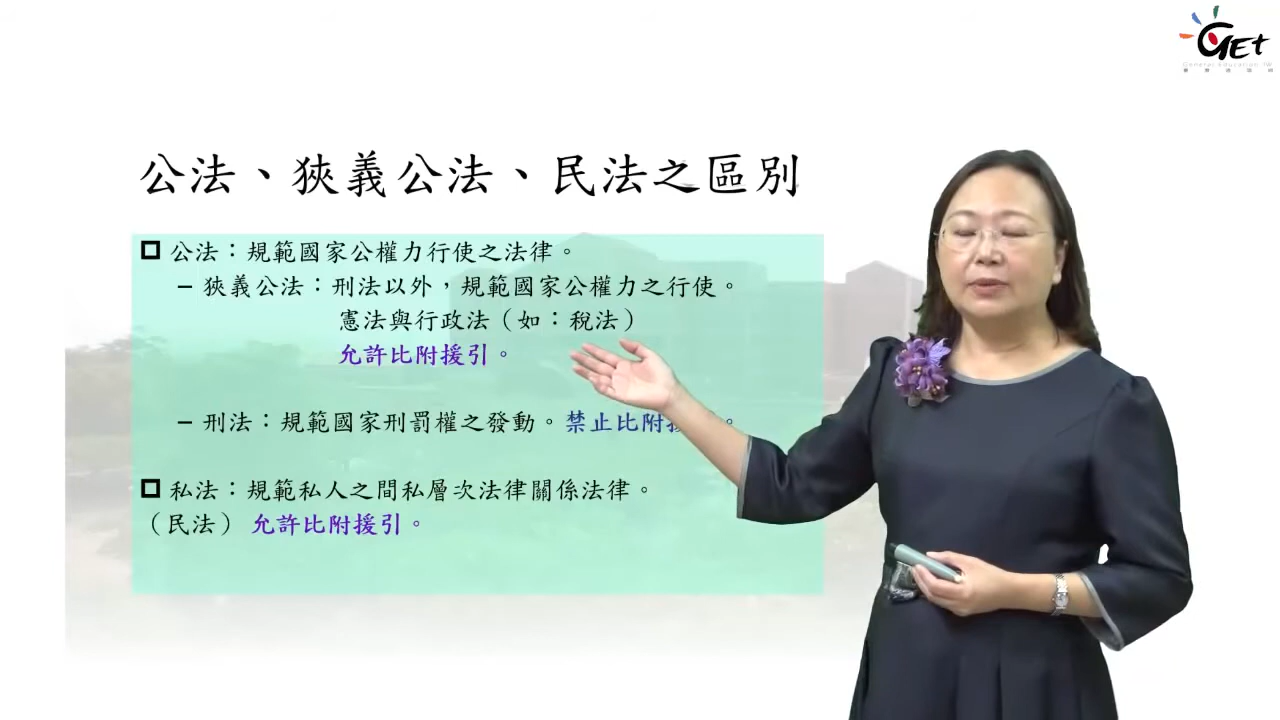 GEt
General Education TW
公法、狹義公法、民法之區別
公法：規範國家公權力行使之法律。
– 狹義公法：刑法以外，規範國家公權力之行使。
憲法與行政法（如：稅法）
允許比附援引。
– 刑法：規範國家刑罰權之發動。禁止比附 。
私法：規範私人之間私層次法律關係法律。
（民法） 允許比附援引。